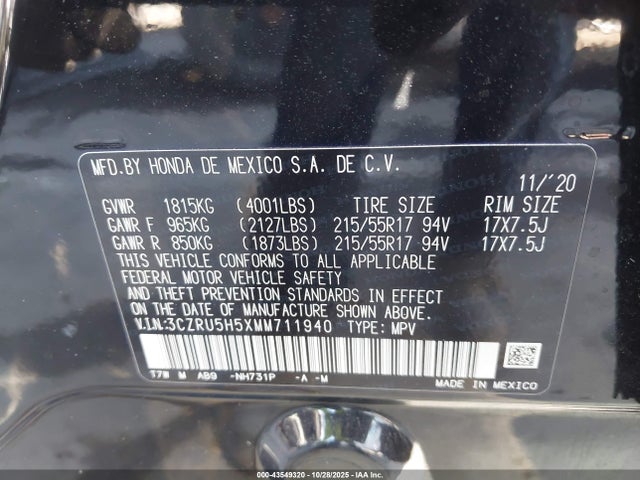 MFD.BY HONDA DE MEXICO S.A. DE C.V.
11/'20
GVWR 1815KG (4001LBS) TIRE SIZE RIM SIZE
GAWR F 965KG (2127LBS) 215/55R17 94V 17X7.5J
GAWR R 850KG (1873LBS) 215/55R17 94V 17X7.5J
THIS VEHICLE CONFORMS TO ALL APPLICABLE
FEDERAL MOTOR VEHICLE SAFETY
AND THEFT PREVENTION STANDARDS IN EFFECT
ON THE DATE OF MANUFACTURE SHOWN ABOVE.
V.I.N:3CZRU5H5XMM711940 TYPE: MPV
M AB9 -NH731P -A -M
MADE IN MEXICO
000-43549320 | 10/28/2025 | IAA Inc.